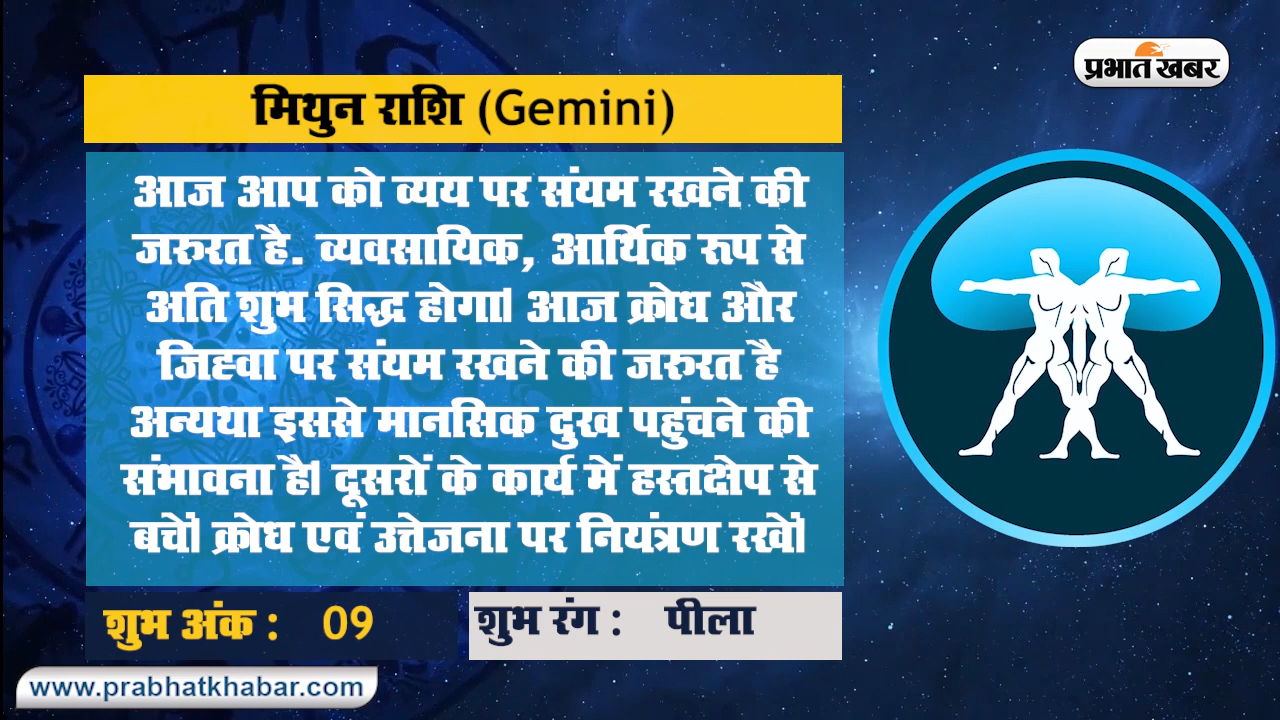 प्रभात खबर
मिथुन राशि (Gemini)
आज आप को व्यय पर संयम रखने की
जरुरत है. व्यवसायिक, आर्थिक रूप से
अति शुभ सिद्ध होगा। आज क्रोध और
जिह्वा पर संयम रखने की जरुरत है
अन्यथा इससे मानसिक दुख पहुंचने की
संभावना है। दूसरों के कार्य में हस्तक्षेप से
बचें। क्रोध एवं उत्तेजना पर नियंत्रण रखें।
शुभ अंक : 09 शुभ रंग : पीला
www.prabhatkhabar.com